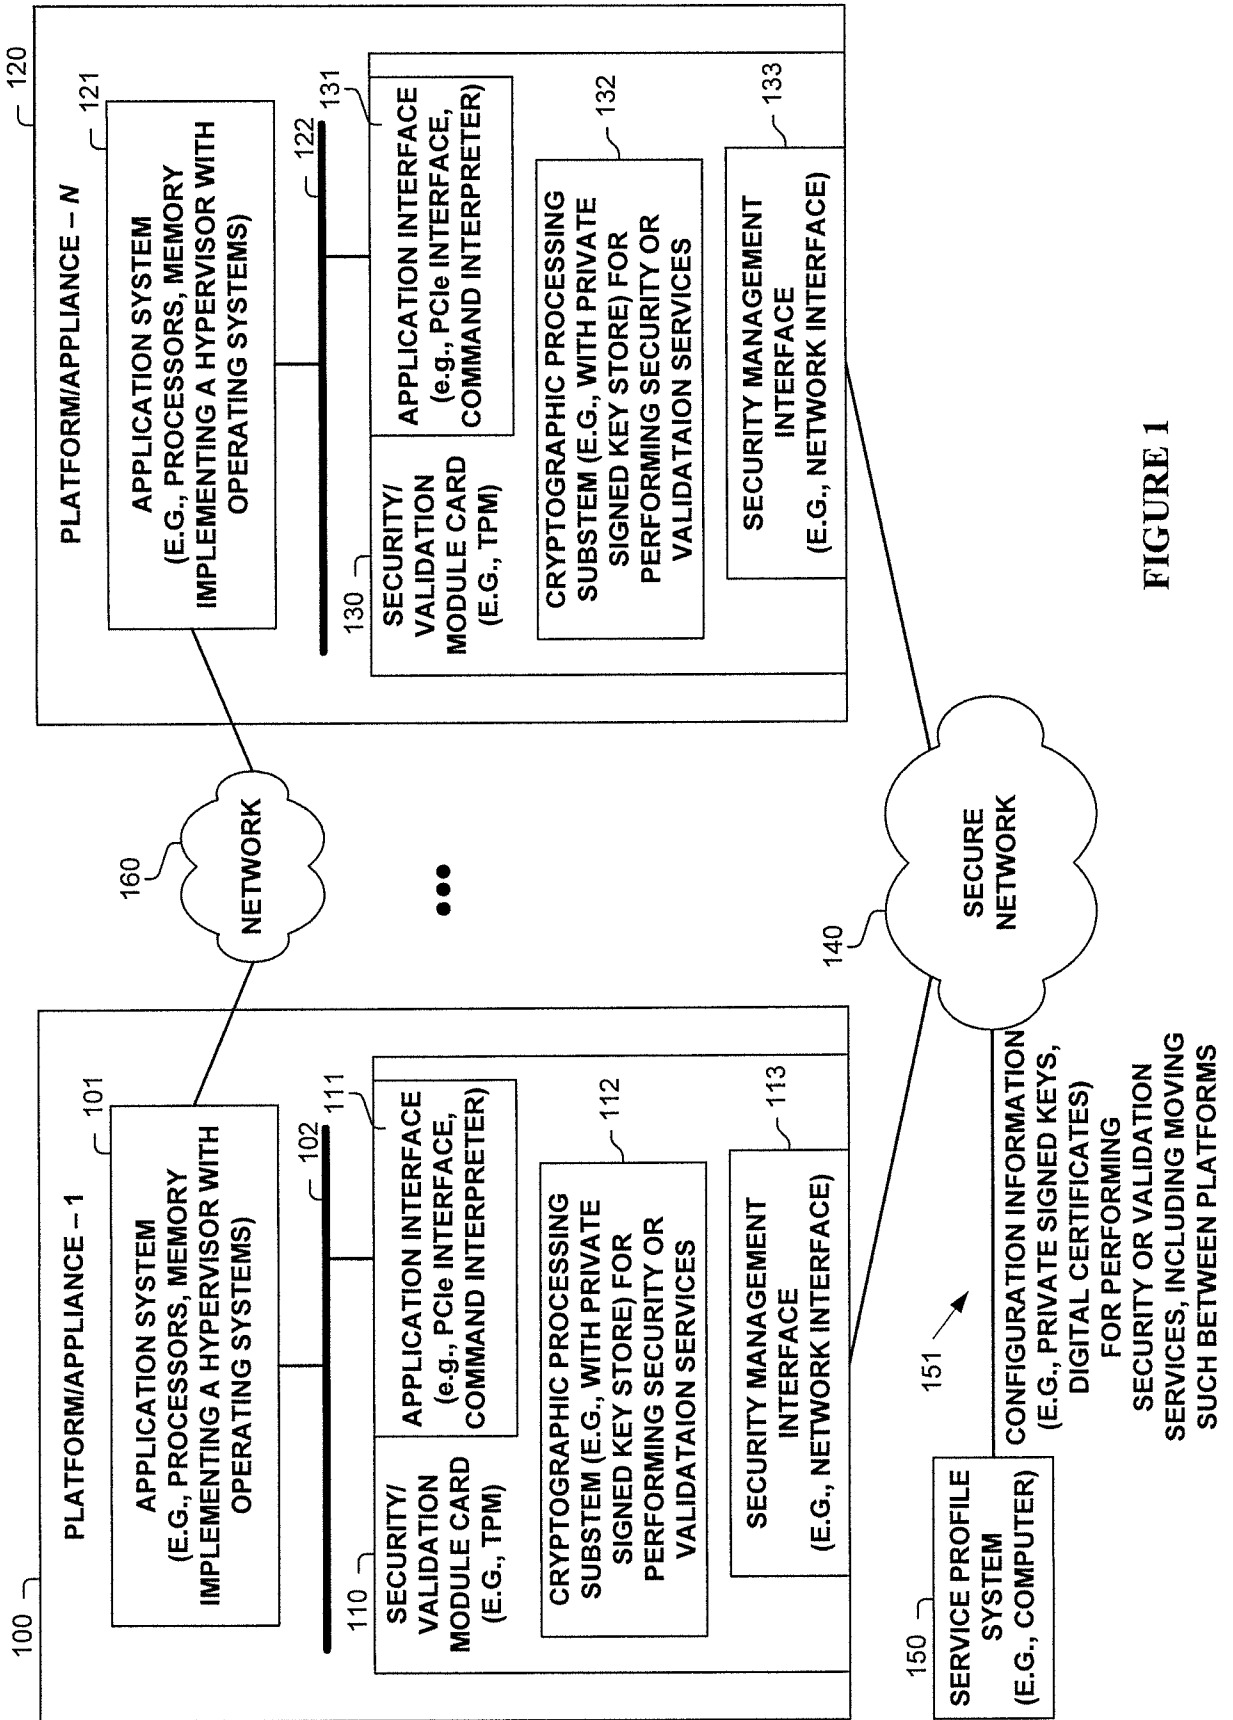 100
PLATFORM/APPLIANCE – 1
101
APPLICATION SYSTEM
(E.G., PROCESSORS, MEMORY
IMPLEMENTING A HYPERVISOR WITH
OPERATING SYSTEMS)
102
110
SECURITY/
VALIDATION
MODULE CARD
(E.G., TPM)
111
APPLICATION INTERFACE
(e.g., PCIe INTERFACE,
COMMAND INTERPRETER)
112
CRYPTOGRAPHIC PROCESSING
SUBSTEM (E.G., WITH PRIVATE
SIGNED KEY STORE) FOR
PERFORMING SECURITY OR
VALIDATAION SERVICES
113
SECURITY MANAGEMENT
INTERFACE
(E.G., NETWORK INTERFACE)
160
NETWORK
•••
120
PLATFORM/APPLIANCE – N
121
APPLICATION SYSTEM
(E.G., PROCESSORS, MEMORY
IMPLEMENTING A HYPERVISOR WITH
OPERATING SYSTEMS)
122
130
SECURITY/
VALIDATION
MODULE CARD
(E.G., TPM)
131
APPLICATION INTERFACE
(e.g., PCIe INTERFACE,
COMMAND INTERPRETER)
132
CRYPTOGRAPHIC PROCESSING
SUBSTEM (E.G., WITH PRIVATE
SIGNED KEY STORE) FOR
PERFORMING SECURITY OR
VALIDATAION SERVICES
133
SECURITY MANAGEMENT
INTERFACE
(E.G., NETWORK INTERFACE)
140
SECURE
NETWORK
150
SERVICE PROFILE
SYSTEM
(E.G., COMPUTER)
151
CONFIGURATION INFORMATION
(E.G., PRIVATE SIGNED KEYS,
DIGITAL CERTIFICATES)
FOR PERFORMING
SECURITY OR VALIDATION
SERVICES, INCLUDING MOVING
SUCH BETWEEN PLATFORMS
FIGURE 1